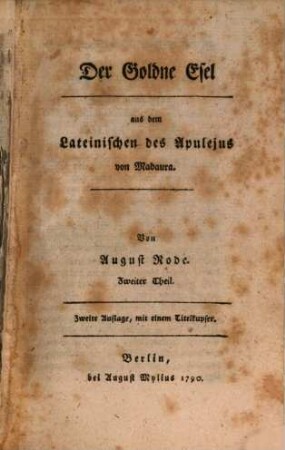 Der Goldne Esel
aus dem
Lateinischen des Apulejus
von Madaura.
Von
August Rode.
Zweiter Theil.
Zweite Auflage, mit einem Titelkupfer.
Berlin,
bei August Mylius 1790.